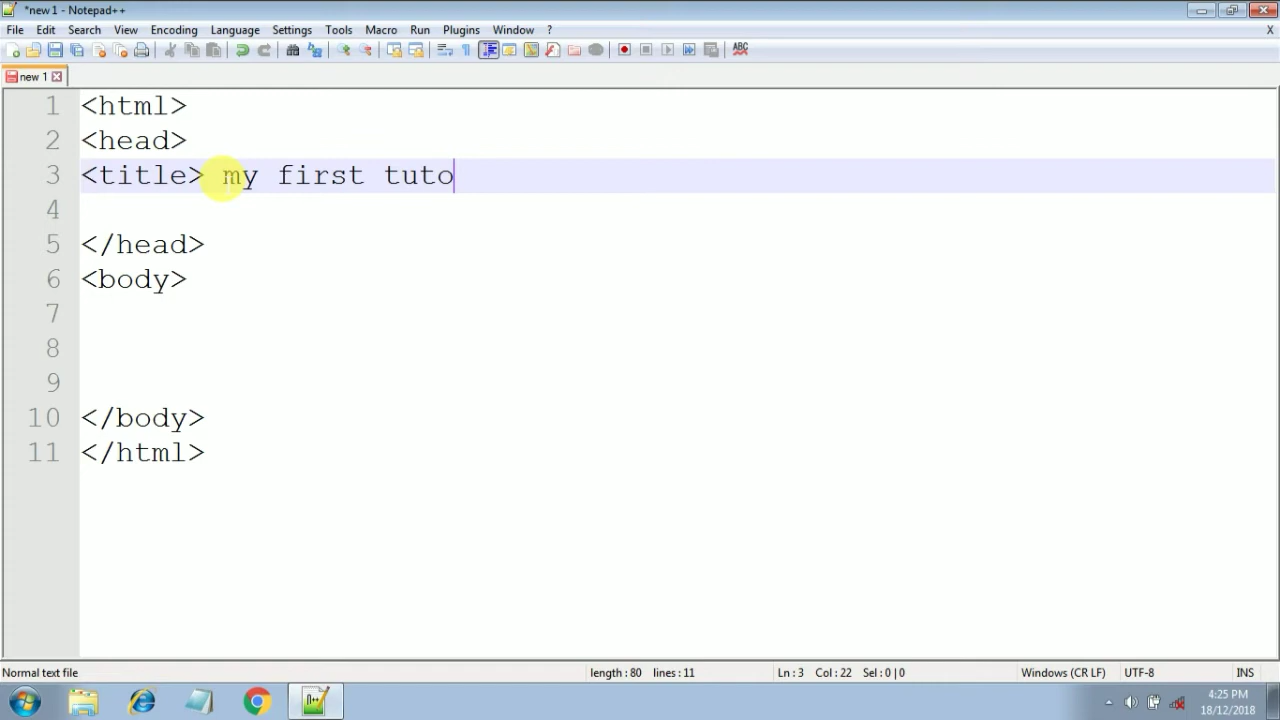 *new 1 - Notepad++
File Edit Search View Encoding Language Settings Tools Macro Run Plugins Window ? X
ABC
new 1
1 <html>
2 <head>
3 <title> my first tuto
4
5 </head>
6 <body>
7
8
9
10 </body>
11 </html>
Normal text file length : 80 lines : 11 Ln : 3 Col : 22 Sel : 0 | 0 Windows (CR LF) UTF-8 INS
4:25 PM
18/12/2018